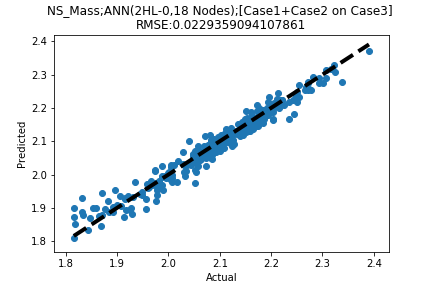 NS_Mass;ANN(2HL-0,18 Nodes);[Case1+Case2 on Case3]
RMSE:0.0229359094107861
2.4
2.3
2.2
2.1
2.0
1.9
1.8
Predicted
1.8 1.9 2.0 2.1 2.2 2.3 2.4
Actual